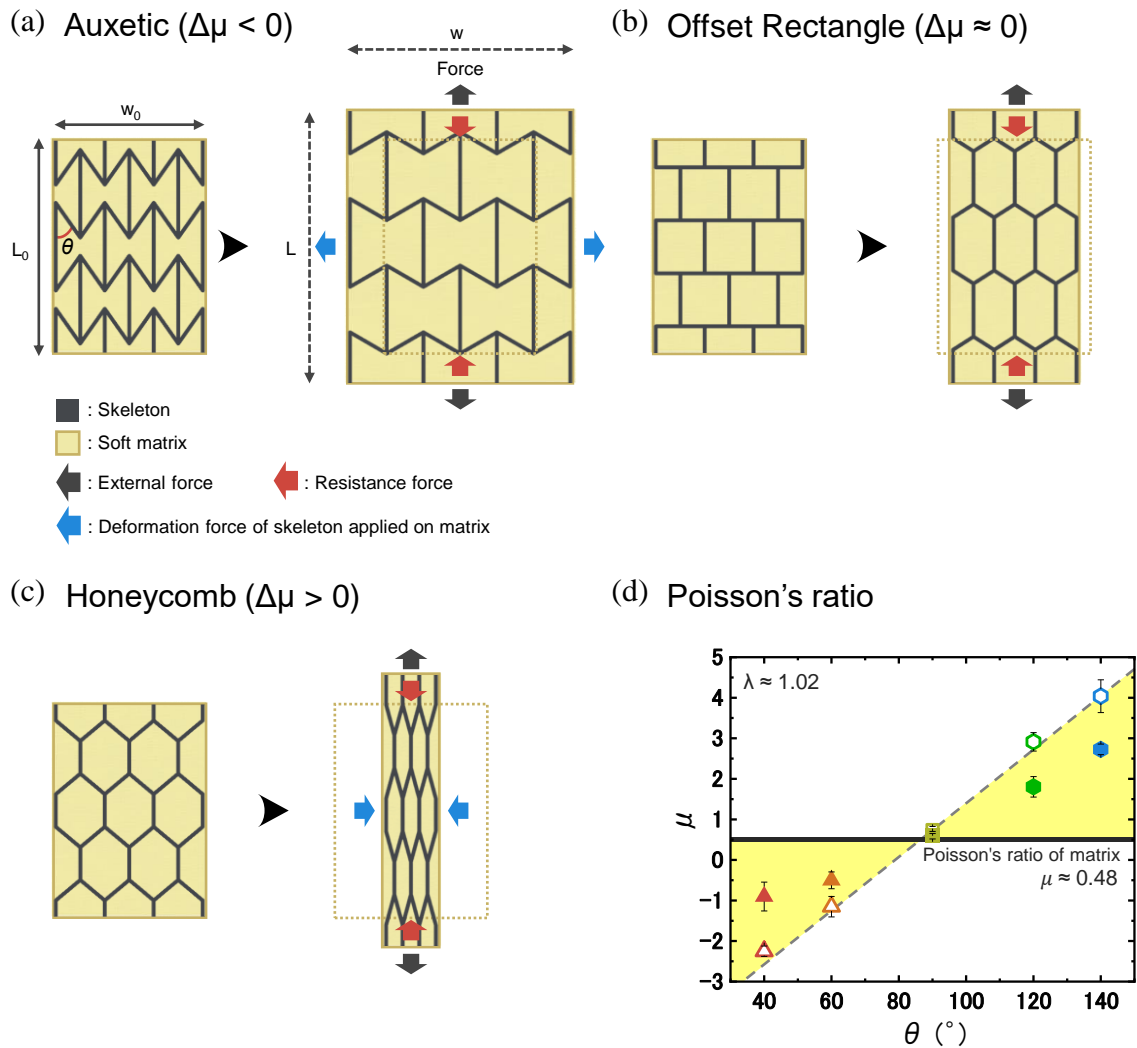 (a) Auxetic (Δμ < 0)
(b) Offset Rectangle (Δμ ≈ 0)
w
Force
w0
L0
θ
L
: Skeleton
: Soft matrix
: External force
: Resistance force
: Deformation force of skeleton applied on matrix
(c) Honeycomb (Δμ > 0)
(d) Poisson's ratio
λ ≈ 1.02
5
4
3
2
1
0
−1
−2
−3
μ
Poisson's ratio of matrix
μ ≈ 0.48
40 60 80 100 120 140
θ (°)